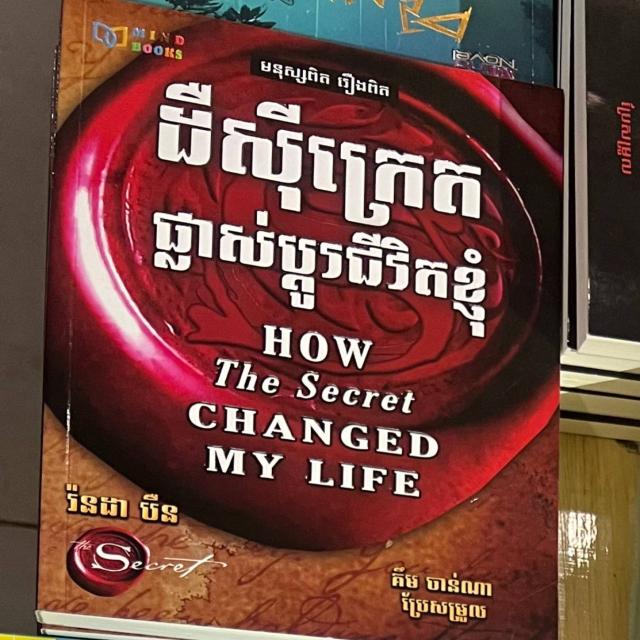 MIND
BOOKS
BAYON
មនុស្សពិត រឿងពិត
ដឺស៊ីក្រេត
ផ្លាស់ប្ដូរជីវិតខ្ញុំ
HOW
The Secret
CHANGED
MY LIFE
រ៉នដា បឺន
The Secret
គឹម ចាន់ណា
ប្រែសម្រួល